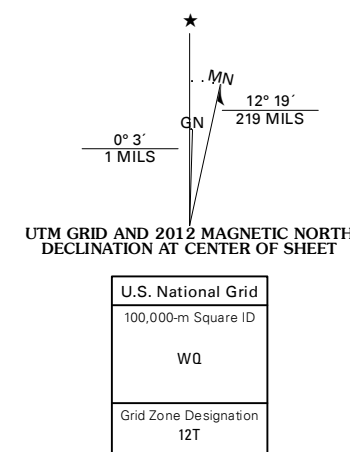 ★
MN
12° 19´
219 MILS
GN
0° 3´
1 MILS
UTM GRID AND 2012 MAGNETIC NORTH
DECLINATION AT CENTER OF SHEET
U.S. National Grid
100,000-m Square ID
WQ
Grid Zone Designation
12T